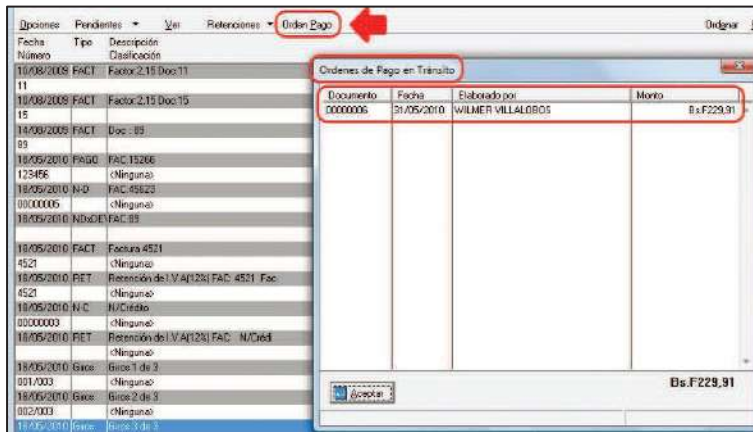 Opciones Pendientes Ver Retenciones Orden Pago Ordenar
Fecha Tipo Descripción
Número Clasificación
10/08/2009 FACT Factor:2,15 Doc:11
11
10/08/2009 FACT Factor:2,15 Doc:15
15
14/08/2009 FACT Doc : 89
89
18/05/2010 PAGO FAC.15266
123456 <Ninguna>
18/05/2010 N-D FAC.45623
00000005 <Ninguna>
18/05/2010 NDxDEV FAC 89
18/05/2010 FACT Factura 4521
4521 <Ninguna>
18/05/2010 RET Retención de I.V.A(12%) FAC 4521 Fac
4521 <Ninguna>
18/05/2010 N-C N/Crédito
00000003 <Ninguna>
18/05/2010 RET Retención de I.V.A(12%) FAC N/Crédi
<Ninguna>
18/05/2010 Giros Giros 1 de 3
001/003 <Ninguna>
18/05/2010 Giros Giros 2 de 3
002/003 <Ninguna>
18/05/2010 Giros Giros 3 de 3
Ordenes de Pago en Tránsito
Documento Fecha Elaborado por Monto
00000006 31/05/2010 WILMER VILLALOBOS Bs.F229,91
Aceptar Bs.F229,91